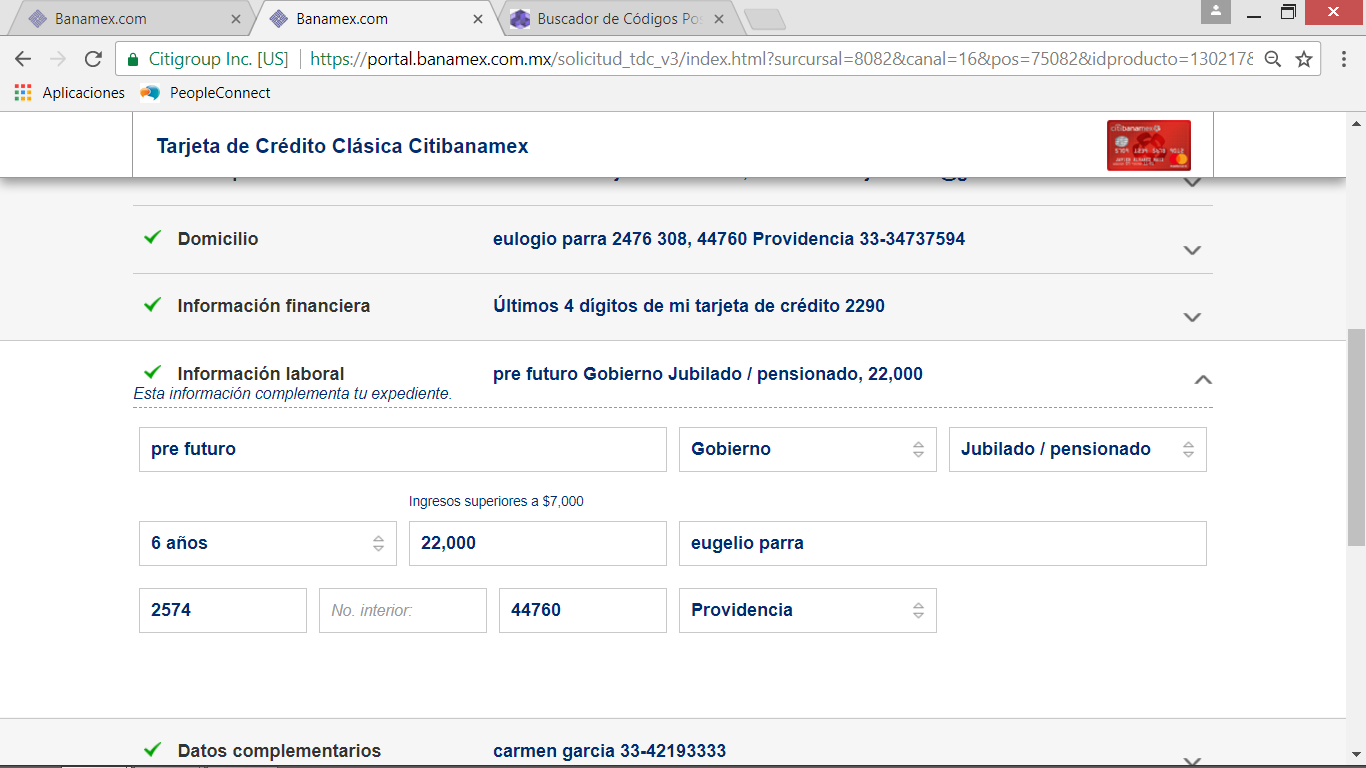 Banamex.com
Banamex.com
Buscador de Códigos Pos
Citigroup Inc. [US]
https://portal.banamex.com.mx/solicitud_tdc_v3/index.html?sursursal=8082&canal=16&pos=75082&idproducto=130217&
Aplicaciones
PeopleConnect
Tarjeta de Crédito Clásica Citibanamex
citibanamex
Domicilio
eulogio parra 2476 308, 44760 Providencia 33-34737594
Información financiera
Últimos 4 dígitos de mi tarjeta de crédito 2290
Información laboral
pre futuro Gobierno Jubilado / pensionado, 22,000
Esta información complementa tu expediente.
pre futuro
Gobierno
Jubilado / pensionado
Ingresos superiores a $7,000
6 años
22,000
eugelio parra
2574
No. interior:
44760
Providencia
Datos complementarios
carmen garcia 33-42193333